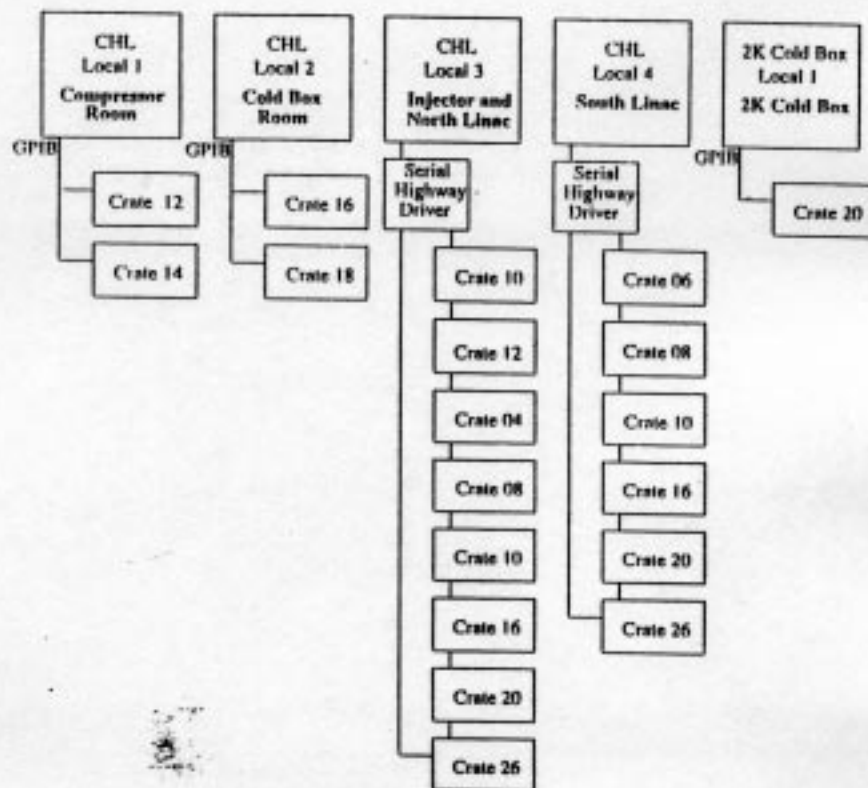 CHL
Local 1
Compressor
Room
GPIB
Crate 12
Crate 14
CHL
Local 2
Cold Box
Room
GPIB
Crate 16
Crate 18
CHL
Local 3
Injector and
North Linac
Serial
Highway
Driver
Crate 10
Crate 12
Crate 04
Crate 08
Crate 10
Crate 16
Crate 20
Crate 26
CHL
Local 4
South Linac
Serial
Highway
Driver
Crate 06
Crate 08
Crate 10
Crate 16
Crate 20
Crate 26
2K Cold Box
Local 1
2K Cold Box
GPIB
Crate 20